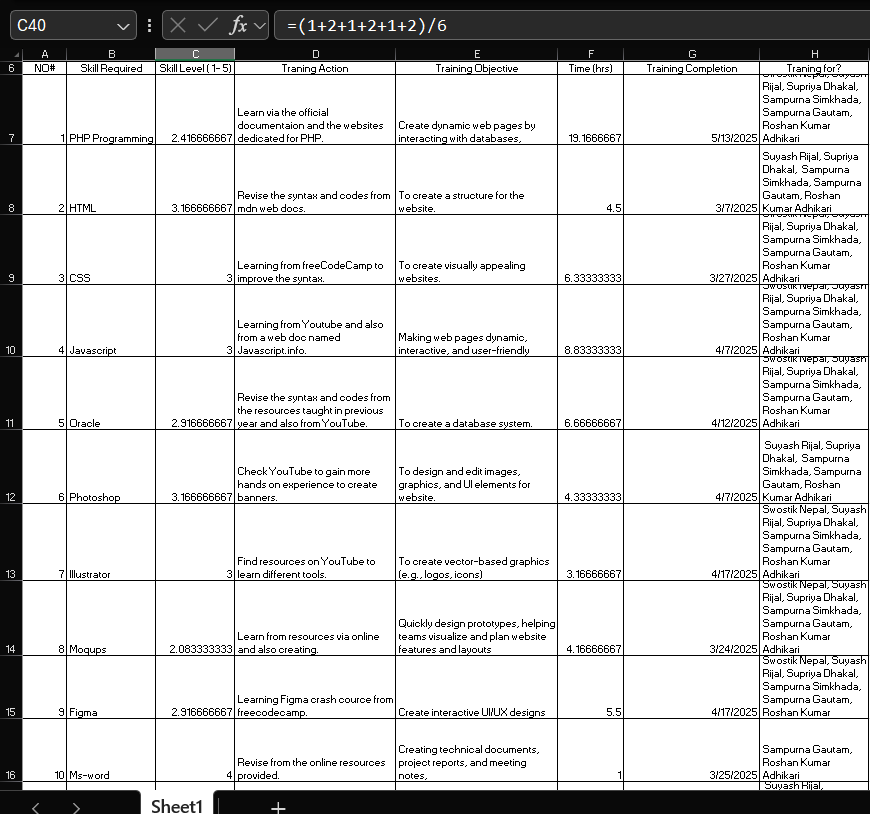 C40 fx =(1+2+1+2+1+2)/6
A B C D E F G H
6 NO# Skill Required Skill Level ( 1- 5) Traning Action Training Objective Time (hrs) Training Completion Traning for?
7 1 PHP Programming 2.416666667
Learn via the official
documentaion and the websites
dedicated for PHP.
Create dynamic web pages by
interacting with databases,
19.1666667 5/13/2025
Swostik Nepal, Suyash
Rijal, Supriya Dhakal,
Sampurna Simkhada,
Sampurna Gautam,
Roshan Kumar
Adhikari
8 2 HTML 3.166666667
Revise the syntax and codes from
mdn web docs.
To create a structure for the
website.
4.5 3/7/2025
Suyash Rijal, Supriya
Dhakal, Sampurna
Simkhada, Sampurna
Gautam, Roshan
Kumar Adhikari
9 3 CSS 3
Learning from freeCodeCamp to
improve the syntax.
To create visually appealing
websites.
6.33333333 3/27/2025
Swostik Nepal, Suyash
Rijal, Supriya Dhakal,
Sampurna Simkhada,
Sampurna Gautam,
Roshan Kumar
Adhikari
10 4 Javascript 3
Learning from Youtube and also
from a web doc named
Javascript.info.
Making web pages dynamic,
interactive, and user-friendly
8.83333333 4/7/2025
Swostik Nepal, Suyash
Rijal, Supriya Dhakal,
Sampurna Simkhada,
Sampurna Gautam,
Roshan Kumar
Adhikari
11 5 Oracle 2.916666667
Revise the syntax and codes from
the resources taught in previous
year and also from YouTube.
To create a database system.
6.66666667 4/12/2025
Swostik Nepal, Suyash
Rijal, Supriya Dhakal,
Sampurna Simkhada,
Sampurna Gautam,
Roshan Kumar
Adhikari
12 6 Photoshop 3.166666667
Check YouTube to gain more
hands on experience to create
banners.
To design and edit images,
graphics, and UI elements for
website.
4.33333333 4/7/2025
Suyash Rijal, Supriya
Dhakal, Sampurna
Simkhada, Sampurna
Gautam, Roshan
Kumar Adhikari
13 7 Illustrator 3
Find resources on YouTube to
learn different tools.
To create vector-based graphics
(e.g., logos, icons)
3.16666667 4/17/2025
Swostik Nepal, Suyash
Rijal, Supriya Dhakal,
Sampurna Simkhada,
Sampurna Gautam,
Roshan Kumar
Adhikari
14 8 Moqups 2.083333333
Learn from resources via online
and also creating.
Quickly design prototypes, helping
teams visualize and plan website
features and layouts
4.16666667 3/24/2025
Swostik Nepal, Suyash
Rijal, Supriya Dhakal,
Sampurna Simkhada,
Sampurna Gautam,
Roshan Kumar
Adhikari
15 9 Figma 2.916666667
Learning Figma crash cource from
freecodecamp.
Create interactive UI/UX designs
5.5 4/17/2025
Swostik Nepal, Suyash
Rijal, Supriya Dhakal,
Sampurna Simkhada,
Sampurna Gautam,
Roshan Kumar
16 10 Ms-word 4
Revise from the online resources
provided.
Creating technical documents,
project reports, and meeting
notes,
1 3/25/2025
Sampurna Gautam,
Roshan Kumar
Adhikari
Suyash Rijal,
Sheet1